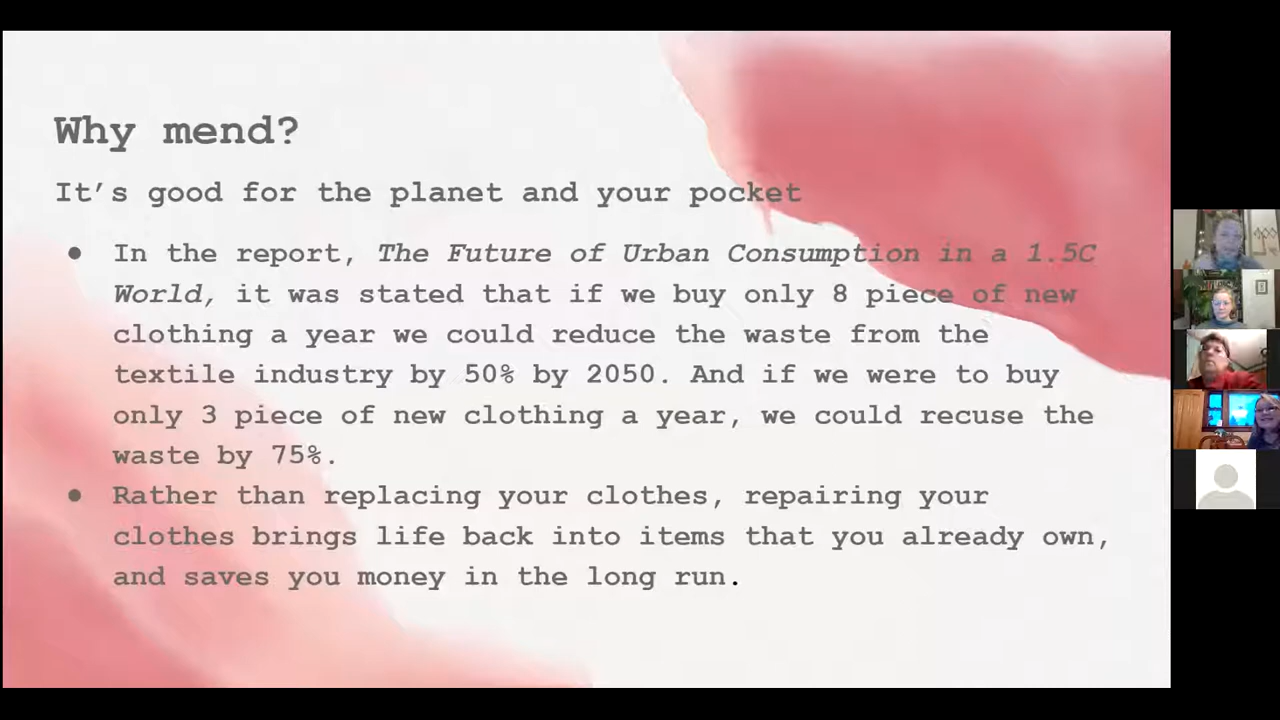 Why mend?
It's good for the planet and your pocket
● In the report, The Future of Urban Consumption in a 1.5C
World, it was stated that if we buy only 8 piece of new
clothing a year we could reduce the waste from the
textile industry by 50% by 2050. And if we were to buy
only 3 piece of new clothing a year, we could recuse the
waste by 75%.
● Rather than replacing your clothes, repairing your
clothes brings life back into items that you already own,
and saves you money in the long run.